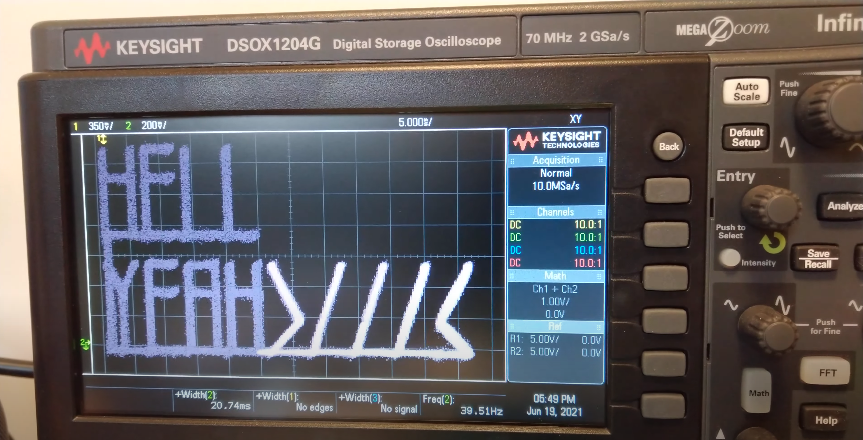 KEYSIGHT DSOX1204G Digital Storage Oscilloscope 70 MHz 2 GSa/s MEGA Zoom Infin
1 350▽/ 2 200▽/ 5.000▽/ XY
HELL
YEAH
KEYSIGHT
TECHNOLOGIES
Acquisition
Normal
10.0MSa/s
Channels
DC 10.0:1
DC 10.0:1
DC 10.0:1
DC 10.0:1
Math
Ch1 + Ch2
1.00V/
0.0V
Ref
R1: 5.00V/ 0.0V
R2: 5.00V/ 0.0V
+Width(2):
20.74ms
+Width(1):
No edges
+Width(3):
No signal
Freq(2):
39.51Hz
05:49 PM
Jun 19, 2021
Back
Auto
Scale
Push
Fine
Default
Setup
Entry
Push to
Select
Intensity
Analyze
Save
Recall
Push
for Fine
FFT
Math
Help